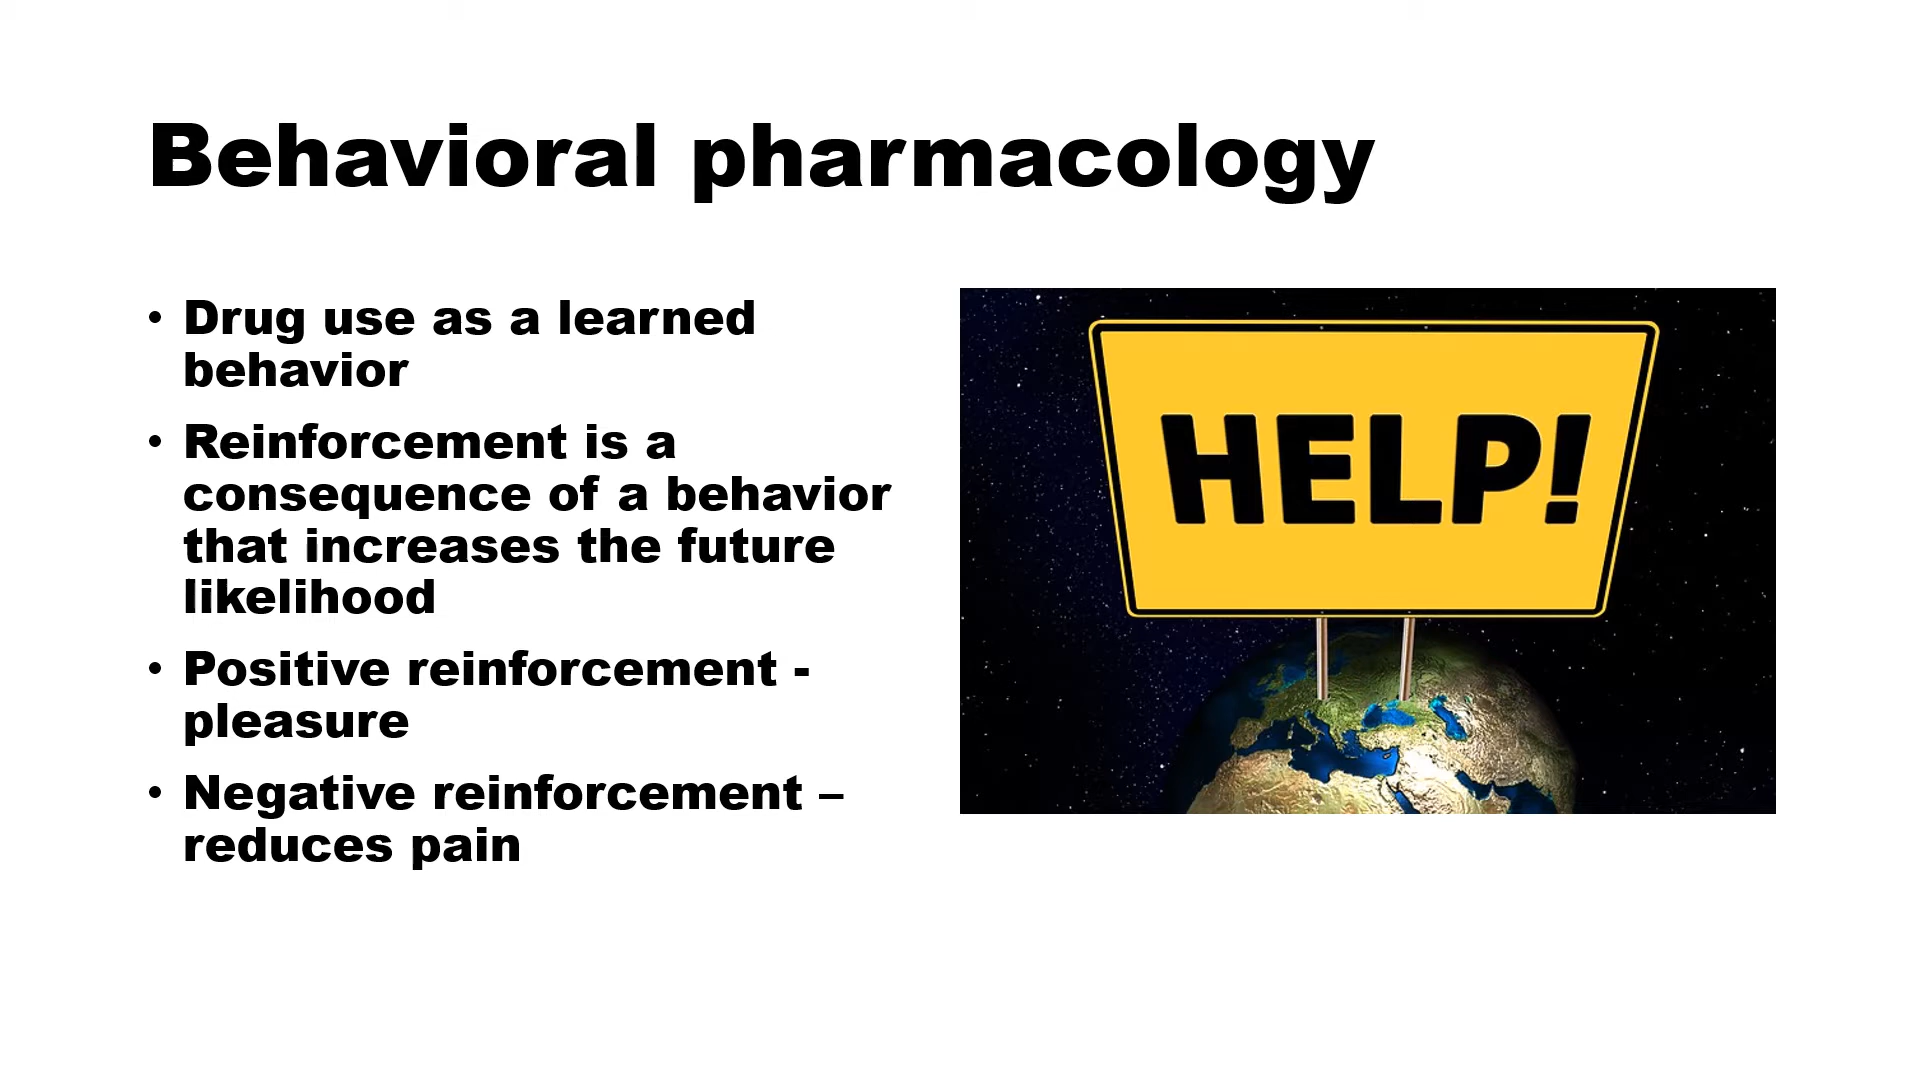 Behavioral pharmacology
• Drug use as a learned
behavior
• Reinforcement is a
consequence of a behavior
that increases the future
likelihood
• Positive reinforcement -
pleasure
• Negative reinforcement –
reduces pain
HELP!